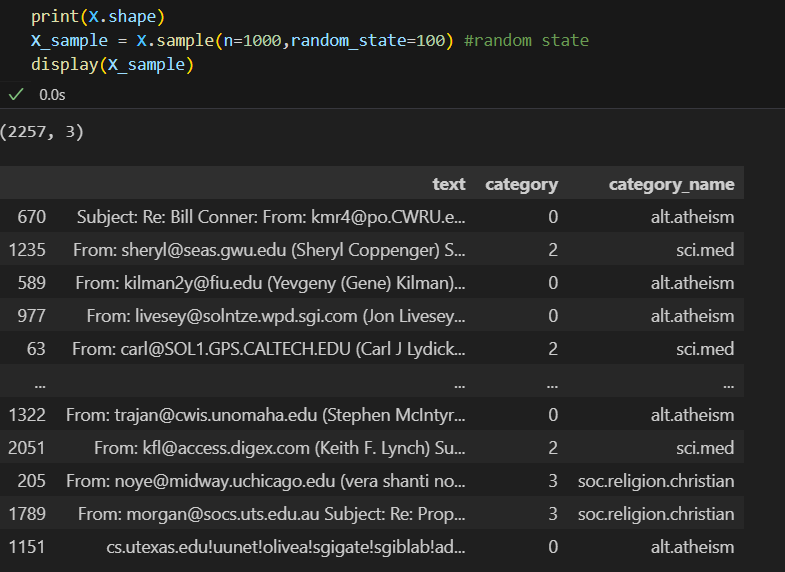 print(X.shape)
X_sample = X.sample(n=1000,random_state=100) #random state
display(X_sample)
0.0s
(2257, 3)
text category category_name
670 Subject: Re: Bill Conner: From: kmr4@po.CWRU.e... 0 alt.atheism
1235 From: sheryl@seas.gwu.edu (Sheryl Coppenger) S... 2 sci.med
589 From: kilman2y@fiu.edu (Yevgeny (Gene) Kilman)... 0 alt.atheism
977 From: livesey@solntze.wpd.sgi.com (Jon Livesey... 0 alt.atheism
63 From: carl@SOL1.GPS.CALTECH.EDU (Carl J Lydick... 2 sci.med
... ... ... ...
1322 From: trajan@cwis.unomaha.edu (Stephen McIntyr... 0 alt.atheism
2051 From: kfl@access.digex.com (Keith F. Lynch) Su... 2 sci.med
205 From: noye@midway.uchicago.edu (vera shanti no... 3 soc.religion.christian
1789 From: morgan@socs.uts.edu.au Subject: Re: Prop... 3 soc.religion.christian
1151 cs.utexas.edu!uunet!olivea!sgigate!sgiblab!ad... 0 alt.atheism